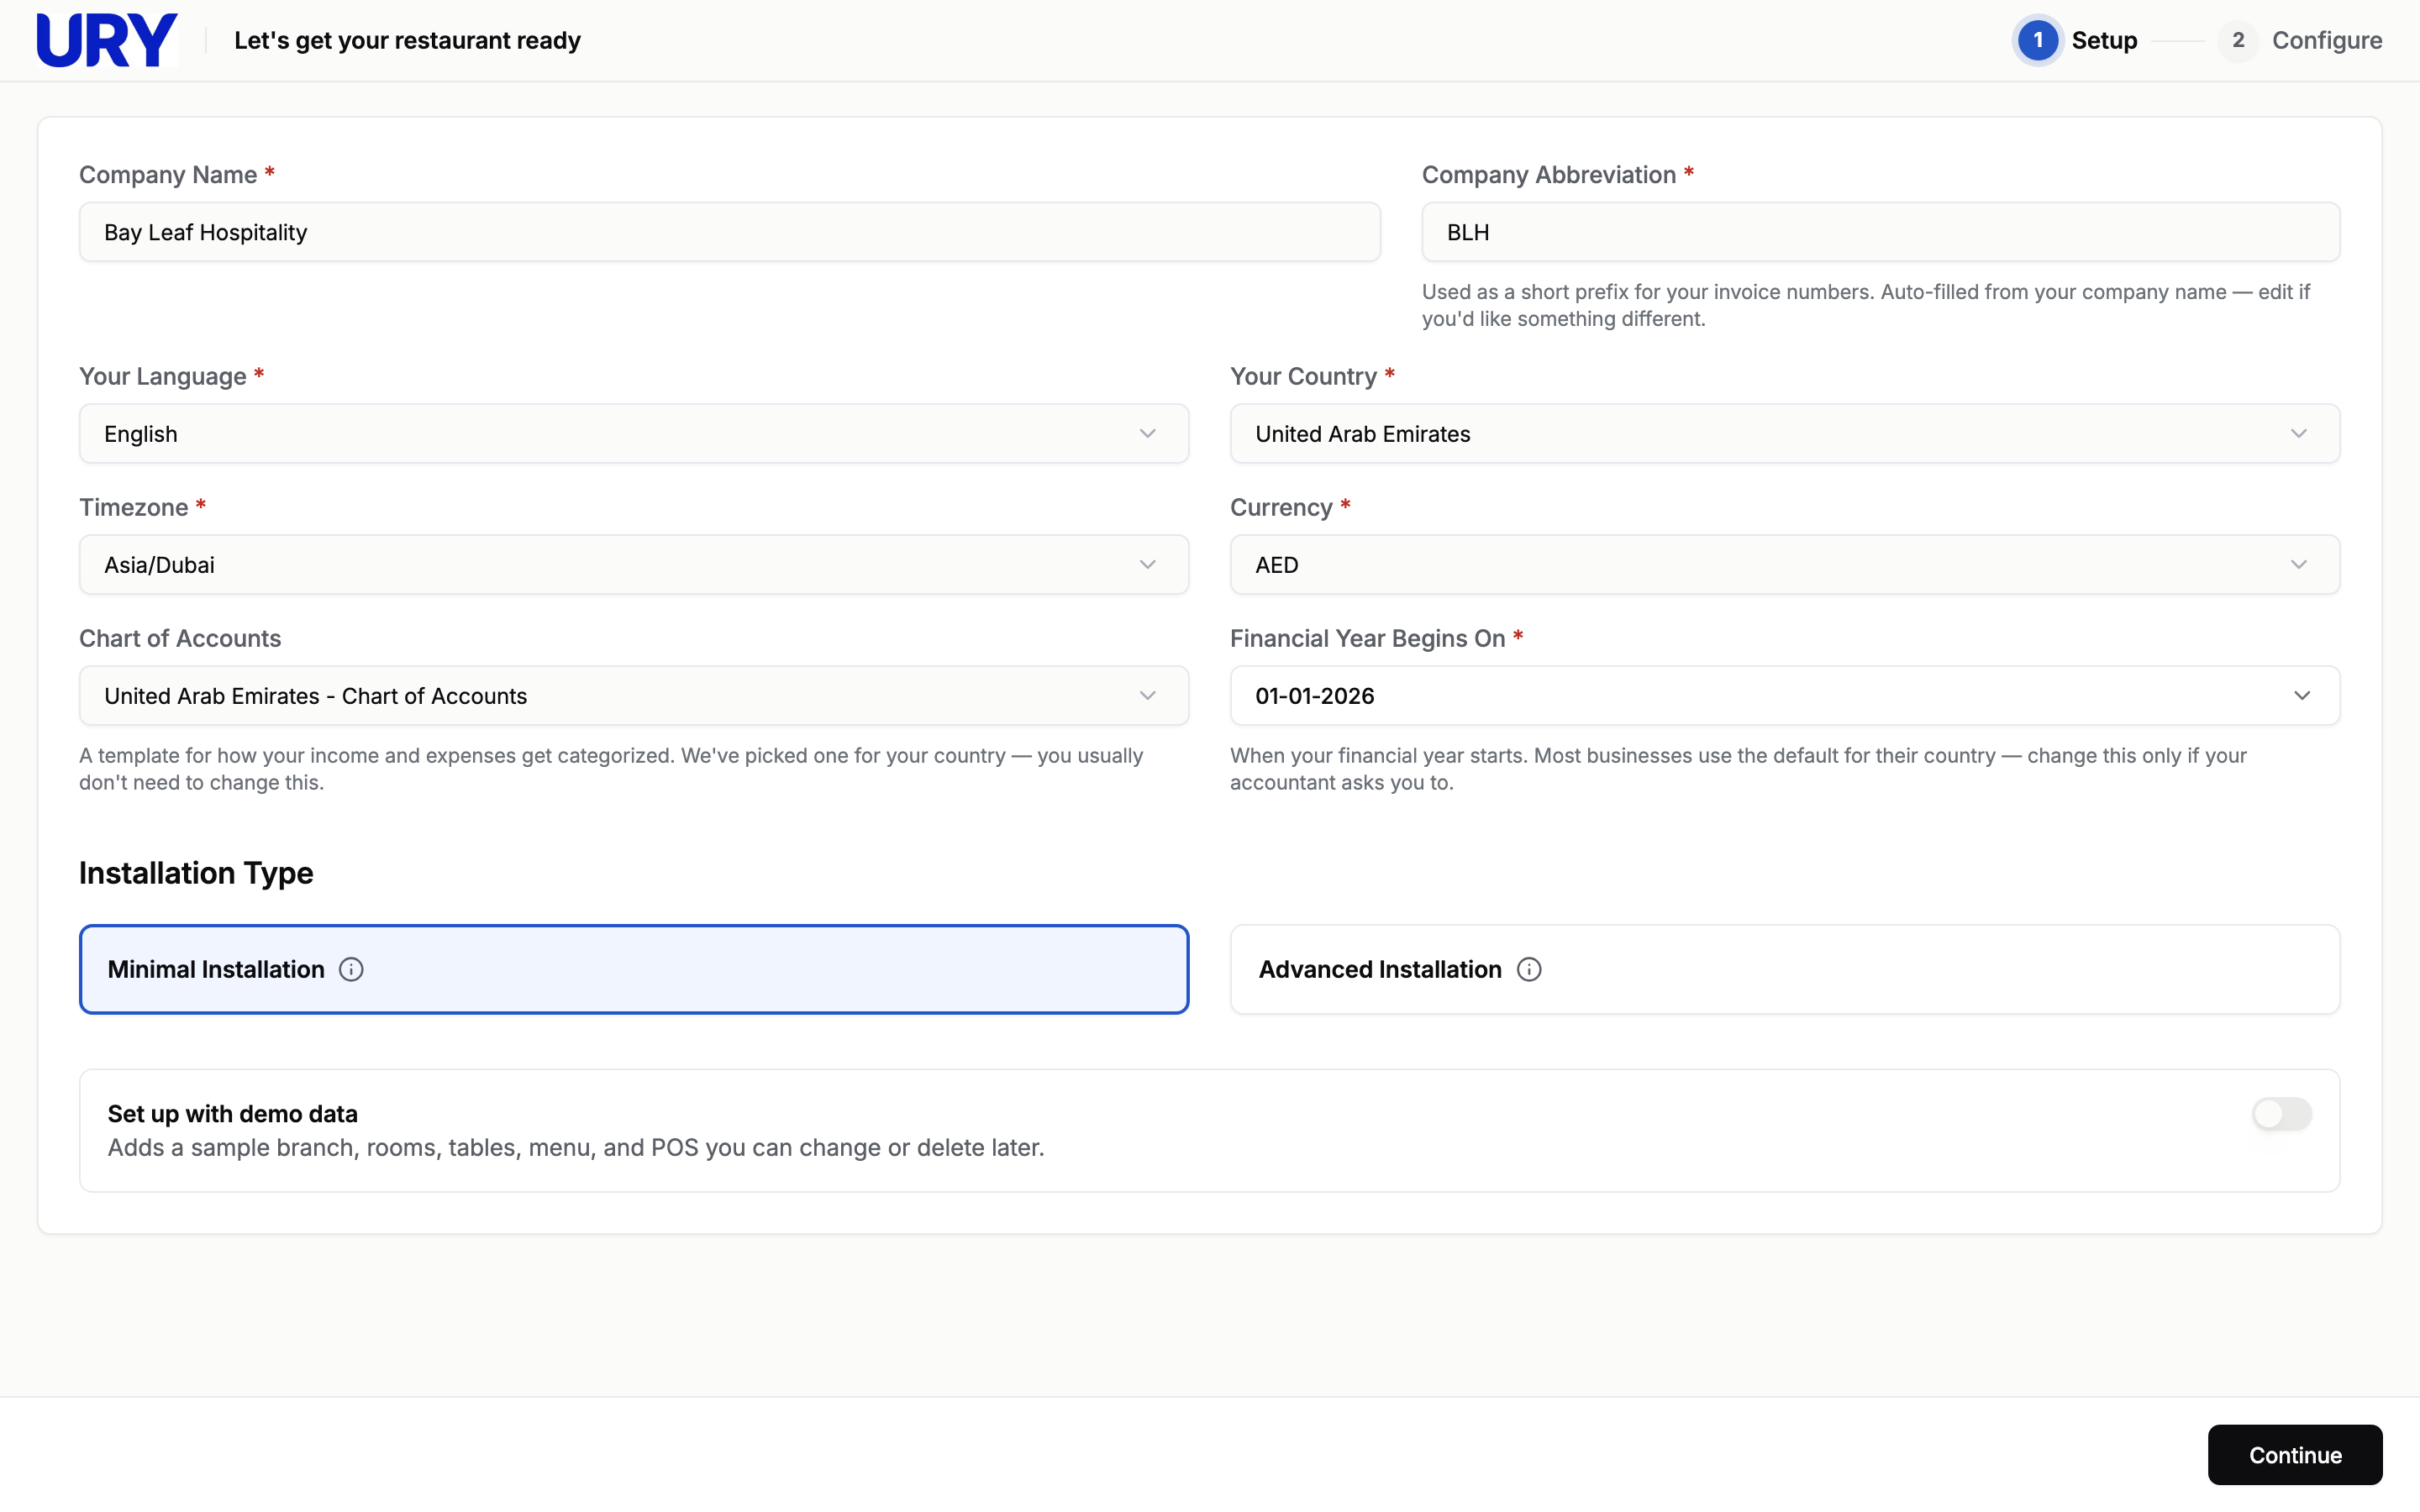 URY
Let's get your restaurant ready
1 Setup
2 Configure
Company Name *
Company Abbreviation *
Bay Leaf Hospitality
BLH
Used as a short prefix for your invoice numbers. Auto-filled from your company name — edit if
you'd like something different.
Your Language *
Your Country *
English
United Arab Emirates
Timezone *
Currency *
Asia/Dubai
AED
Chart of Accounts
Financial Year Begins On *
United Arab Emirates - Chart of Accounts
01-01-2026
A template for how your income and expenses get categorized. We've picked one for your country — you usually
don't need to change this.
When your financial year starts. Most businesses use the default for their country — change this only if your
accountant asks you to.
Installation Type
Minimal Installation
Advanced Installation
Set up with demo data
Adds a sample branch, rooms, tables, menu, and POS you can change or delete later.
Continue